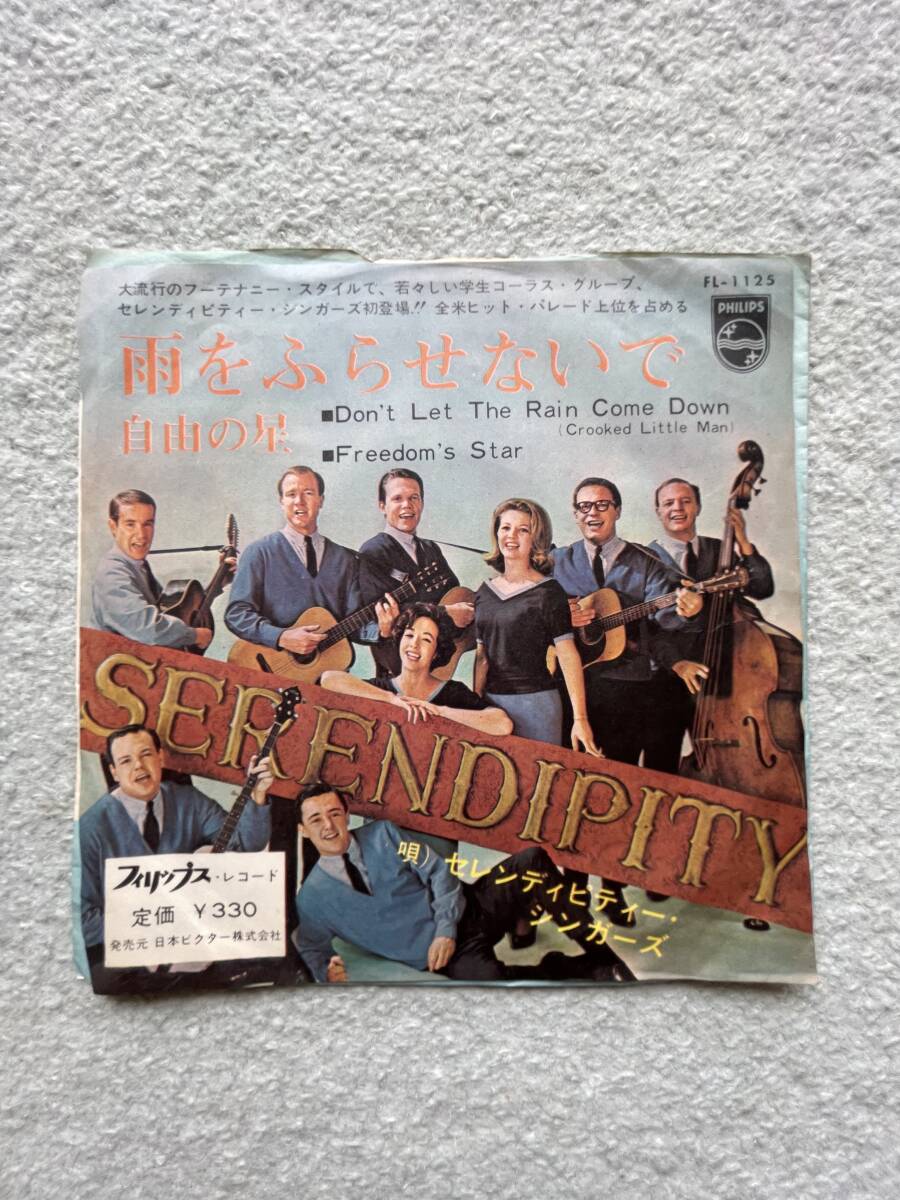 大流行のフーテナニー・スタイルで、若々しい学生コーラス・グループ、
セレンディピティー・シンガーズ初登場!! 全米ヒット・パレード上位を占める
FL-1125
PHILIPS
雨をふらせないで
自由の星
■Don't Let The Rain Come Down
(Crooked Little Man)
■Freedom's Star
SERENDIPITY
唄) セレンディピティー・
シンガーズ
フィリップス・レコード
定価 ¥330
発売元 日本ビクター株式会社